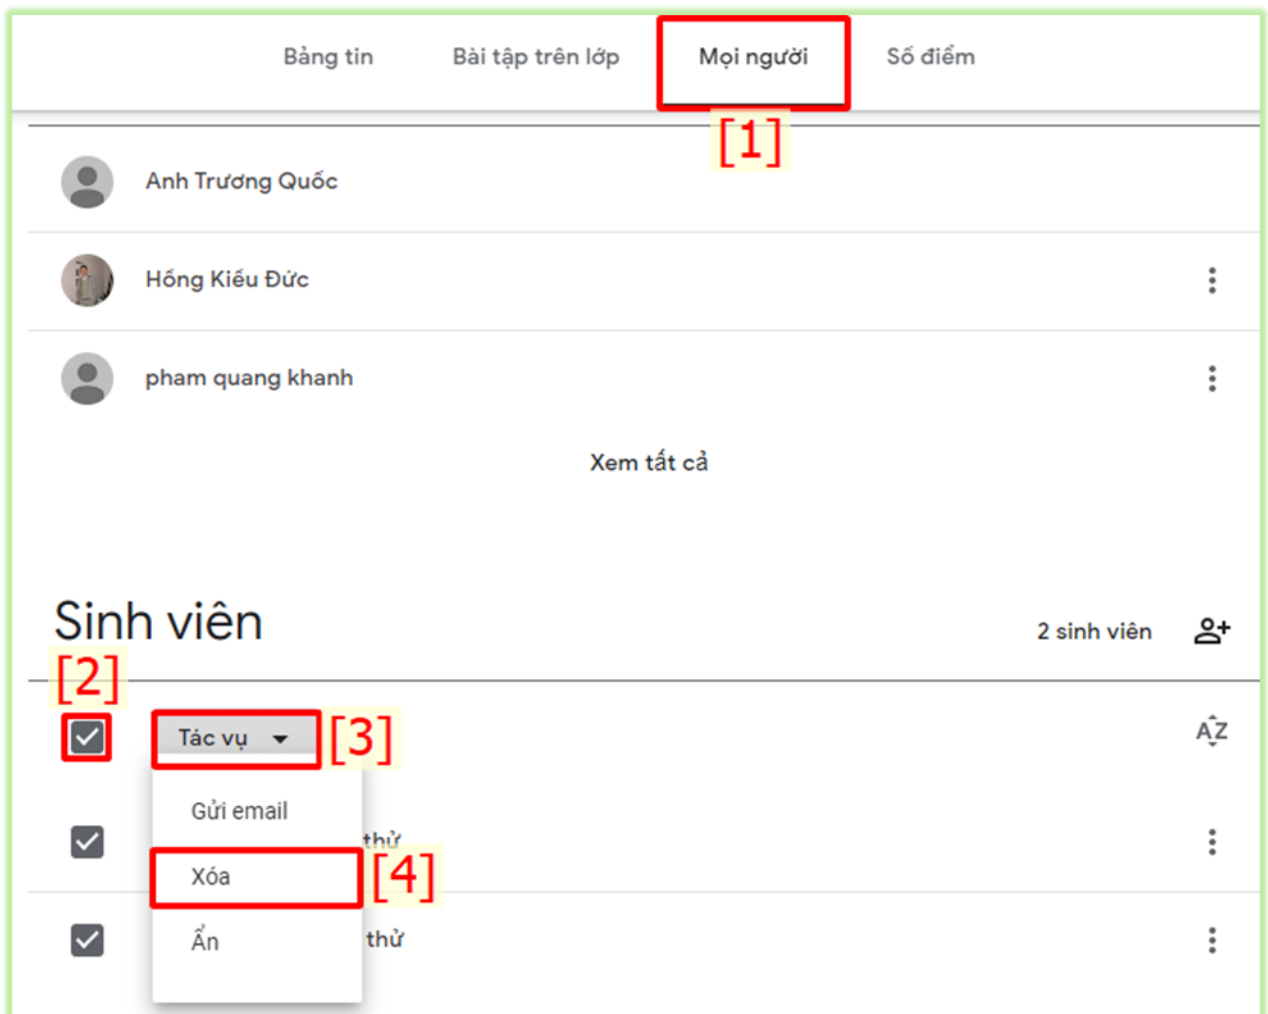 Bảng tin Bài tập trên lớp Mọi người Số điểm
[1]
Anh Trương Quốc
Hồng Kiếu Đức
pham quang khanh
Xem tất cả
Sinh viên 2 sinh viên
[2]
Tác vụ [3] AZ
Gửi email
thử
Xóa [4]
Ẩn thử